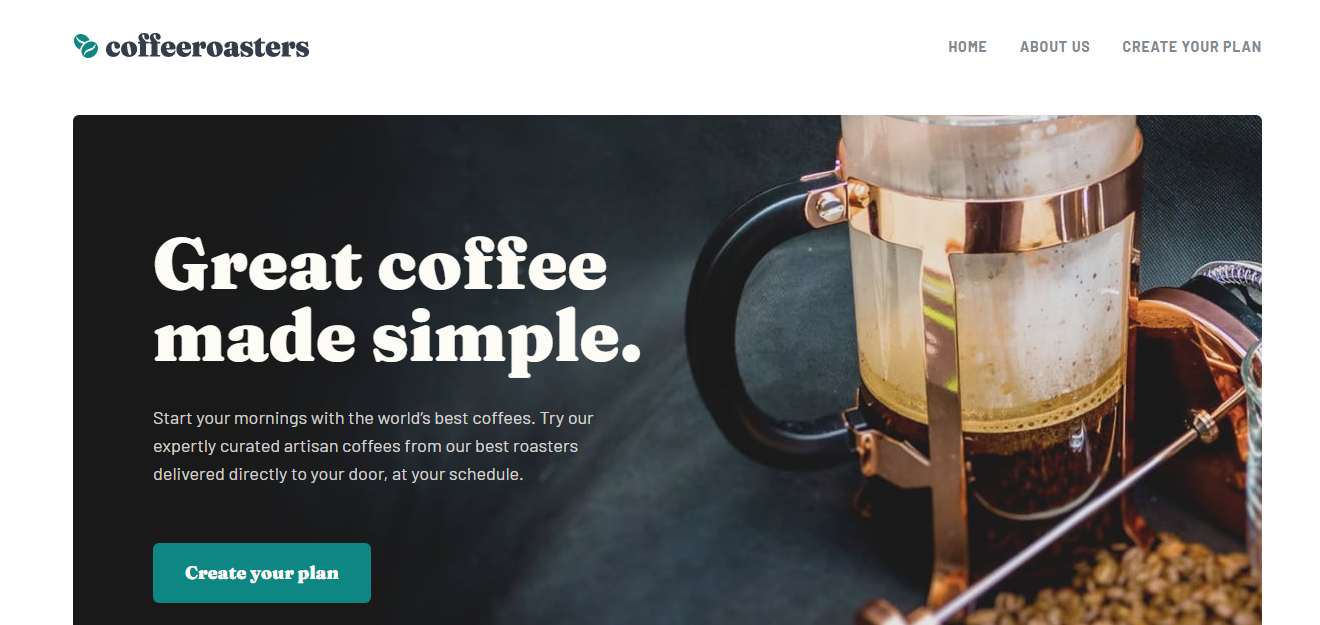 coffeeroasters
HOME
ABOUT US
CREATE YOUR PLAN
Great coffee
made simple.
Start your mornings with the world’s best coffees. Try our
expertly curated artisan coffees from our best roasters
delivered directly to your door, at your schedule.
Create your plan